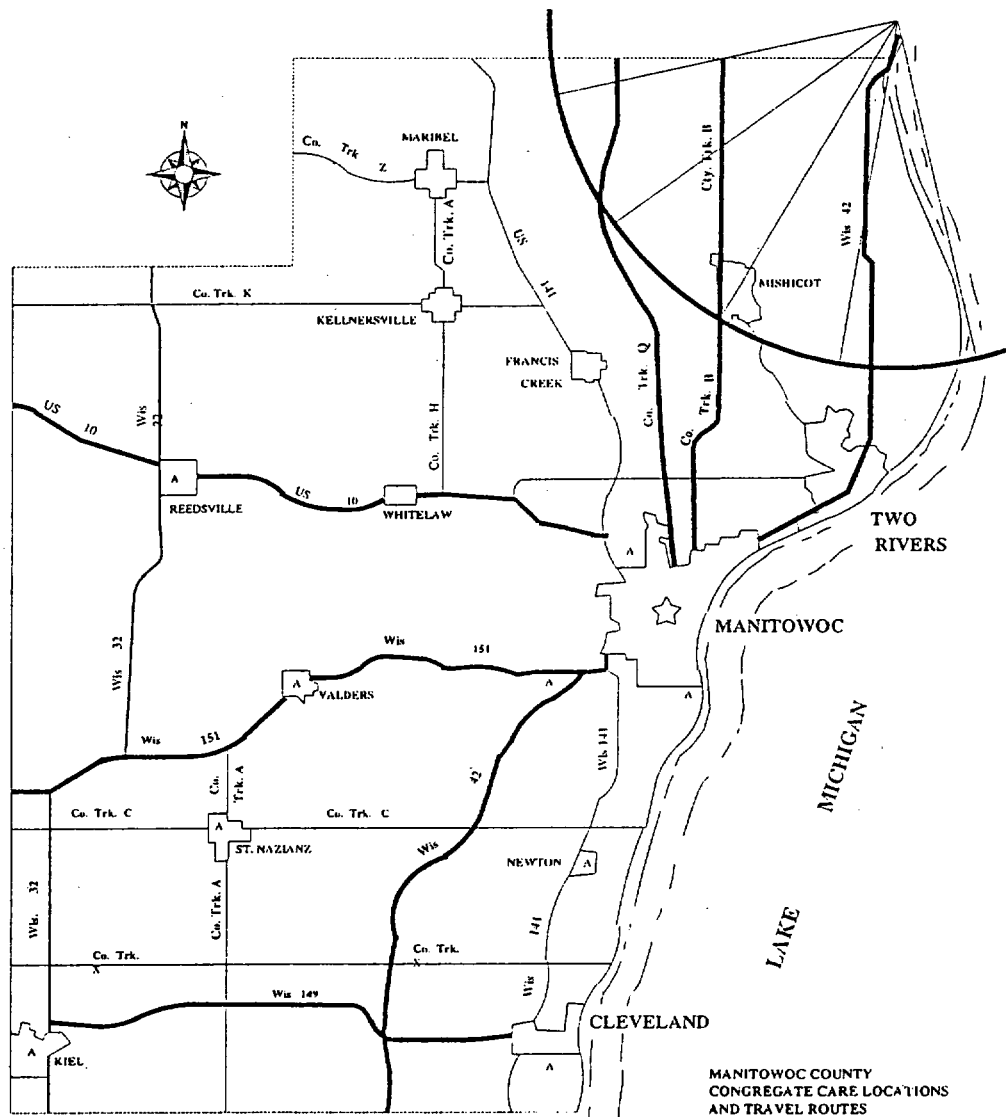 N
Co. Trk Z
MARIBEL
Co. Trk. A
US 141
Cty. Trk. B
Wis 42
MISHICOT
Co. Trk. K
KELLNERSVILLE
FRANCIS
CREEK
Co. Trk. Q
Co. Trk. B
US 10
Wis
Co. Trk. H
A
REEDSVILLE
US 10
WHITELAW
TWO
RIVERS
A
MANITOWOC
Wis 32
Wis 151
A
VALDERS
A
A
Wis 151
Wis 141
42
Wis
MICHIGAN
LAKE
Co. Trk. A
Co. Trk. C
A
Co. Trk. C
ST. NAZIANZ
NEWTON
A
Wis. 32
Co. Trk. A
141
Wis
Co. Trk. X
Co. Trk. X
Wis 149
CLEVELAND
A
KIEL
A
MANITOWOC COUNTY
CONGREGATE CARE LOCATIONS
AND TRAVEL ROUTES